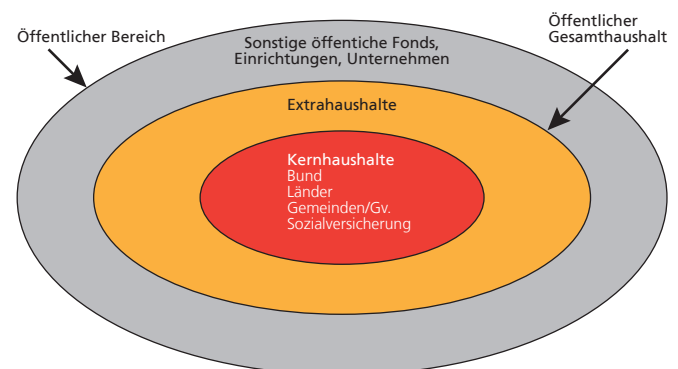 Öffentlicher Bereich
Öffentlicher
Gesamthaushalt
Sonstige öffentiche Fonds,
Einrichtungen, Unternehmen
Extrahaushalte
Kernhaushalte
Bund
Länder
Gemeinden/Gv.
Sozialversicherung